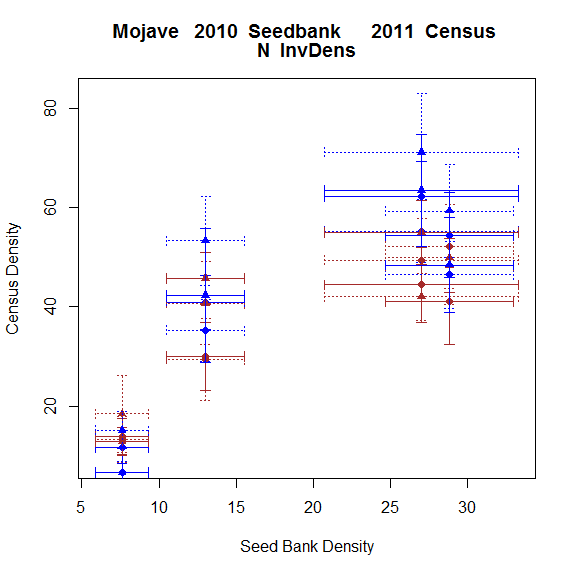 Mojave 2010 Seedbank 2011 Census
N InvDens
80
60
40
20
Census Density
5 10 15 20 25 30
Seed Bank Density